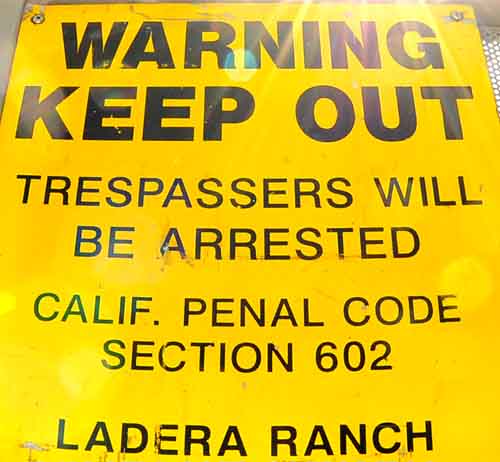 WARNING
KEEP OUT
TRESPASSERS WILL
BE ARRESTED
CALIF. PENAL CODE
SECTION 602
LADERA RANCH